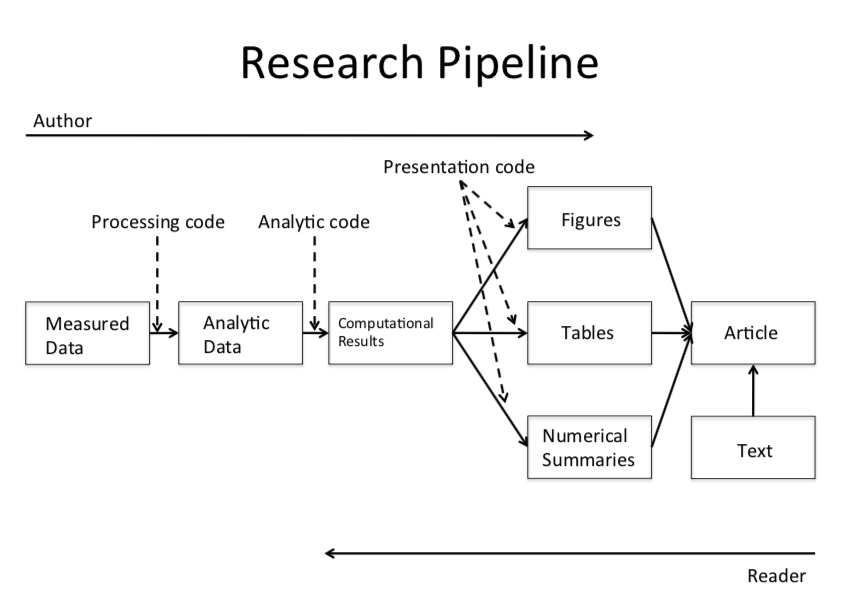 Research Pipeline
Author
Presentation code
Processing code
Analytic code
Figures
Measured
Data
Analytic
Data
Computational
Results
Tables
Article
Numerical
Summaries
Text
Reader